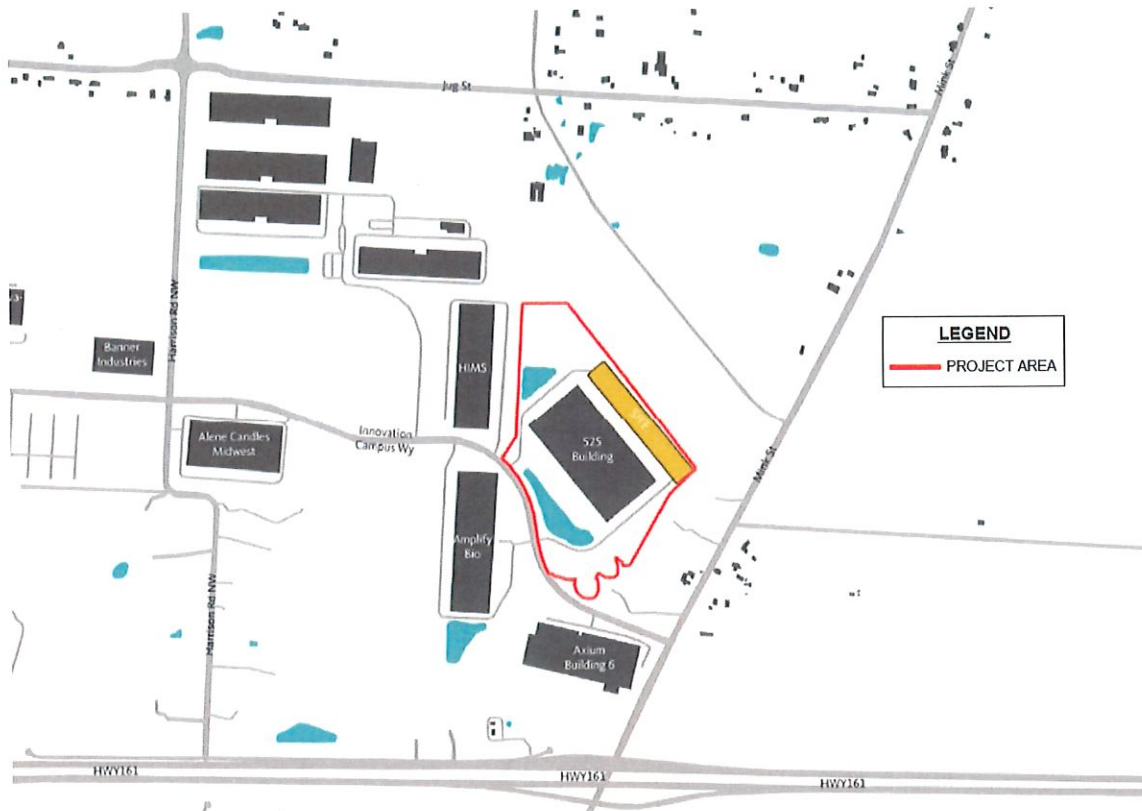 Jug St
Mink St
Harrison Rd NW
Banner
Industries
HIMS
LEGEND
PROJECT AREA
SITE
525
Building
Innovation
Campus Wy
Alene Candles
Midwest
Mink St
Amplify
Bio
Harrison Rd NW
Axium
Building 6
HWY161
HWY161
HWY161